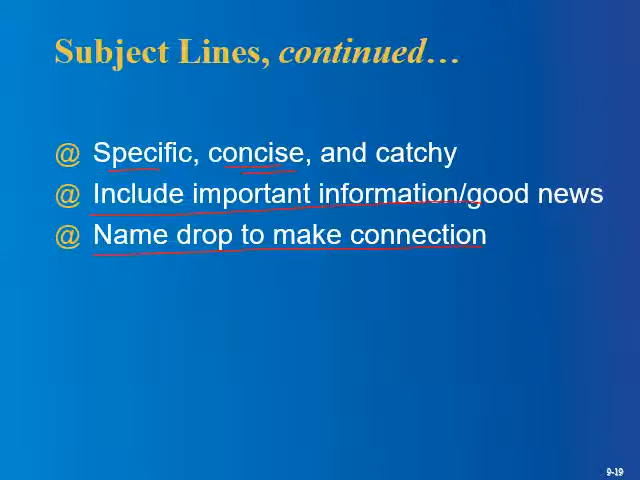 Subject Lines, continued…
@ Specific, concise, and catchy
@ Include important information/good news
@ Name drop to make connection
9-19